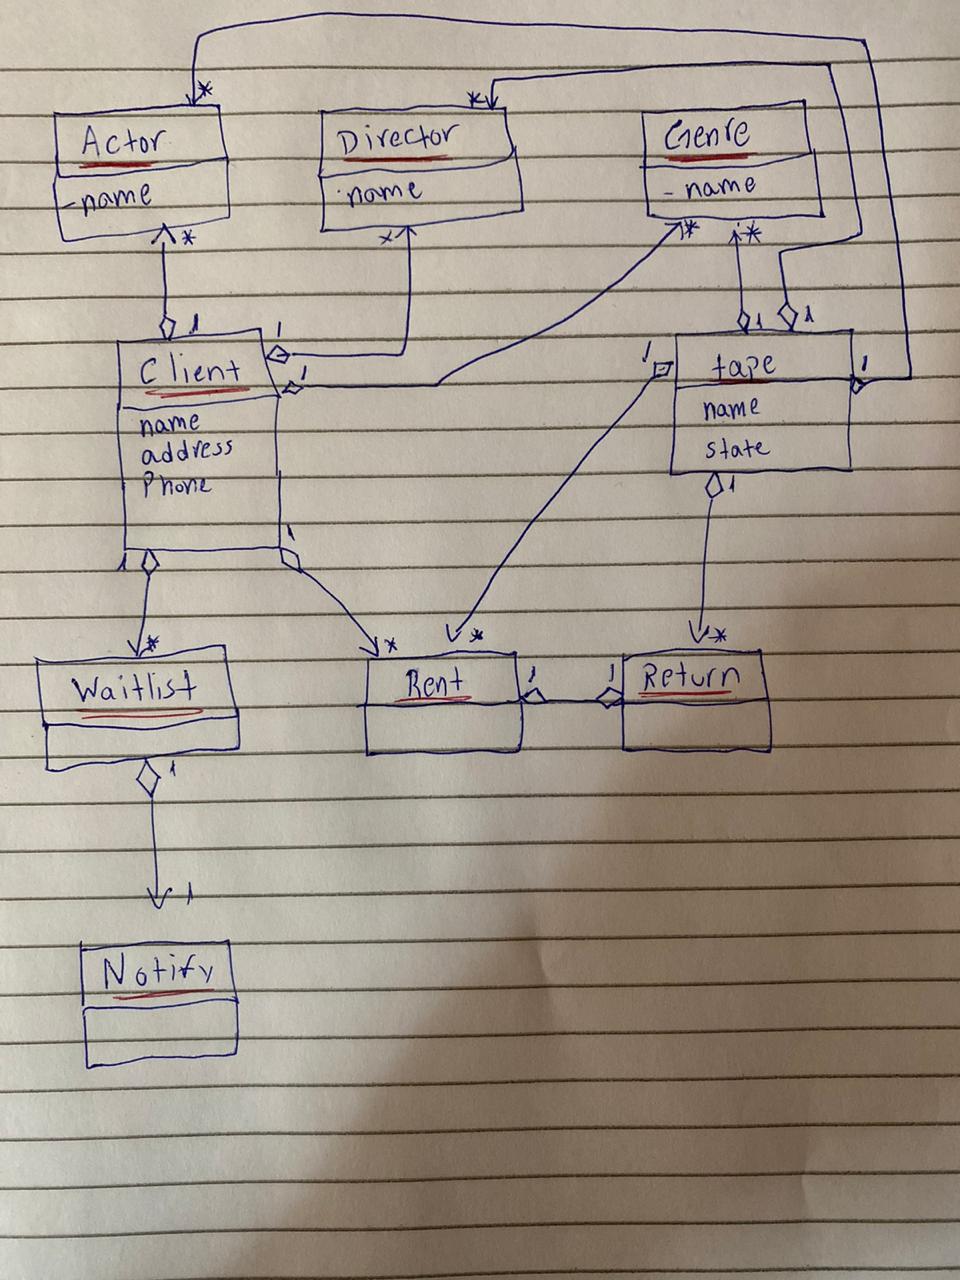 *
*
Actor
Director
Genre
-name
-name
- name
*
*
*
*
1
1
1
1
1
1
1
Client
tape
name
address
Phone
name
state
1
1
1
*
*
*
*
Waitlist
Rent
1
1
Return
1
1
Notify